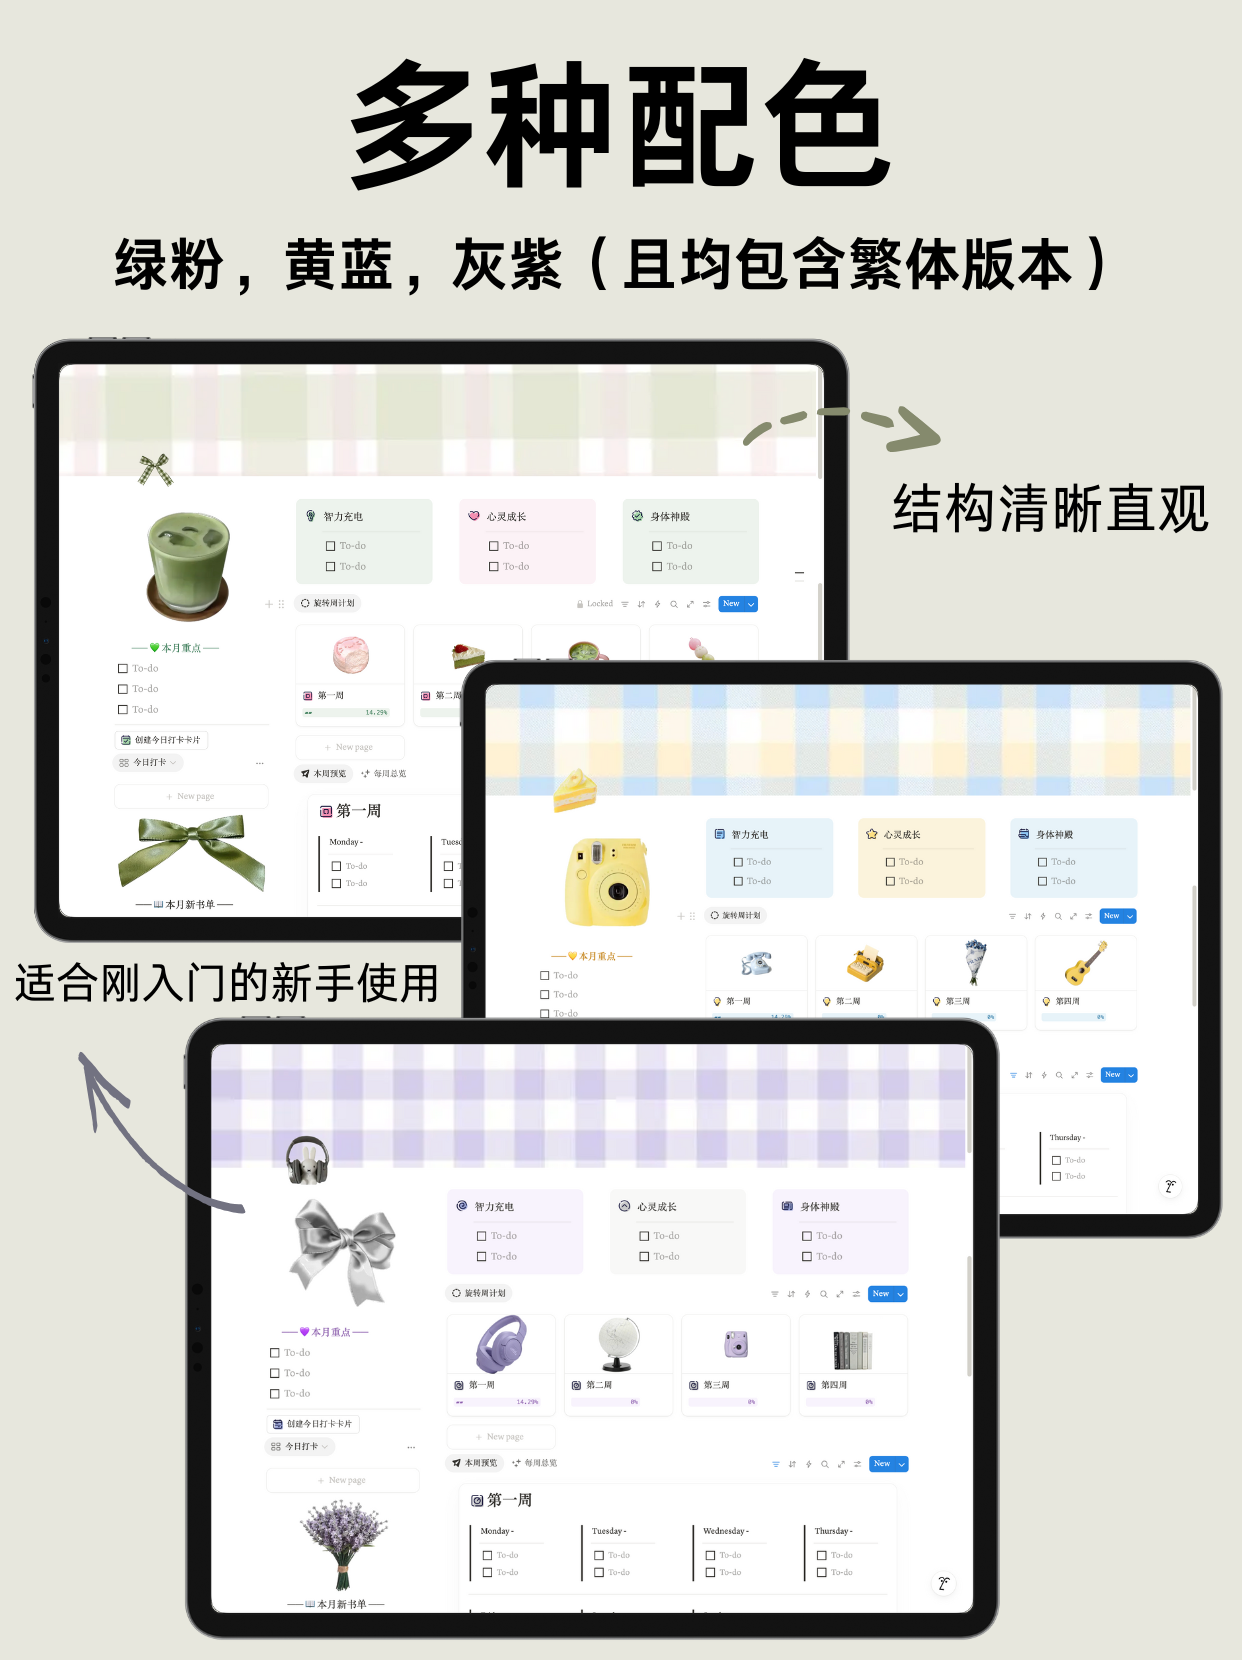 多种配色
绿粉，黄蓝，灰紫（且均包含繁体版本）
结构清晰直观
智力充电
To-do
To-do
心灵成长
To-do
To-do
身体神殿
To-do
To-do
旋转周计划
Locked
New
本月重点
To-do
To-do
To-do
第一周
14.29%
第二周
New page
创建今日打卡卡片
今日打卡
New page
本周预览
每周总览
第一周
Monday -
To-do
To-do
本月新书单
智力充电
To-do
To-do
心灵成长
To-do
To-do
身体神殿
To-do
To-do
旋转周计划
New
本月重点
To-do
To-do
To-do
第一周
14.29%
第二周
0%
第三周
0%
第四周
0%
New
Thursday -
To-do
To-do
适合刚入门的新手使用
智力充电
To-do
To-do
心灵成长
To-do
To-do
身体神殿
To-do
To-do
旋转周计划
New
本月重点
To-do
To-do
To-do
第一周
14.29%
第二周
0%
第三周
0%
第四周
0%
New page
创建今日打卡卡片
今日打卡
New page
本周预览
每周总览
New
第一周
Monday -
To-do
To-do
Tuesday -
To-do
To-do
Wednesday -
To-do
To-do
Thursday -
To-do
To-do
本月新书单